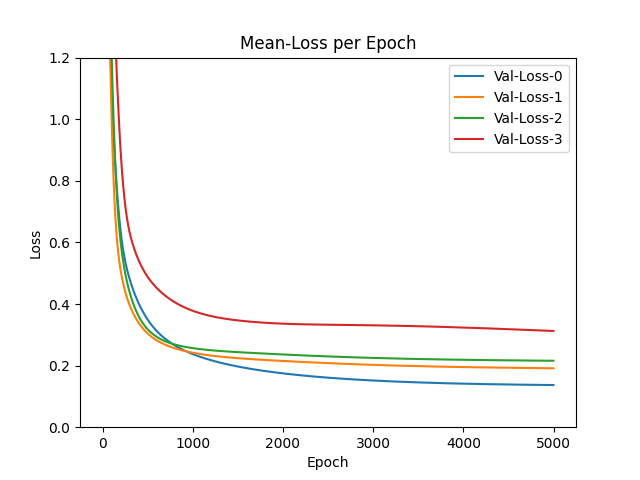 Mean-Loss per Epoch
Loss
1.2
1.0
0.8
0.6
0.4
0.2
0.0
Val-Loss-0
Val-Loss-1
Val-Loss-2
Val-Loss-3
0 1000 2000 3000 4000 5000
Epoch